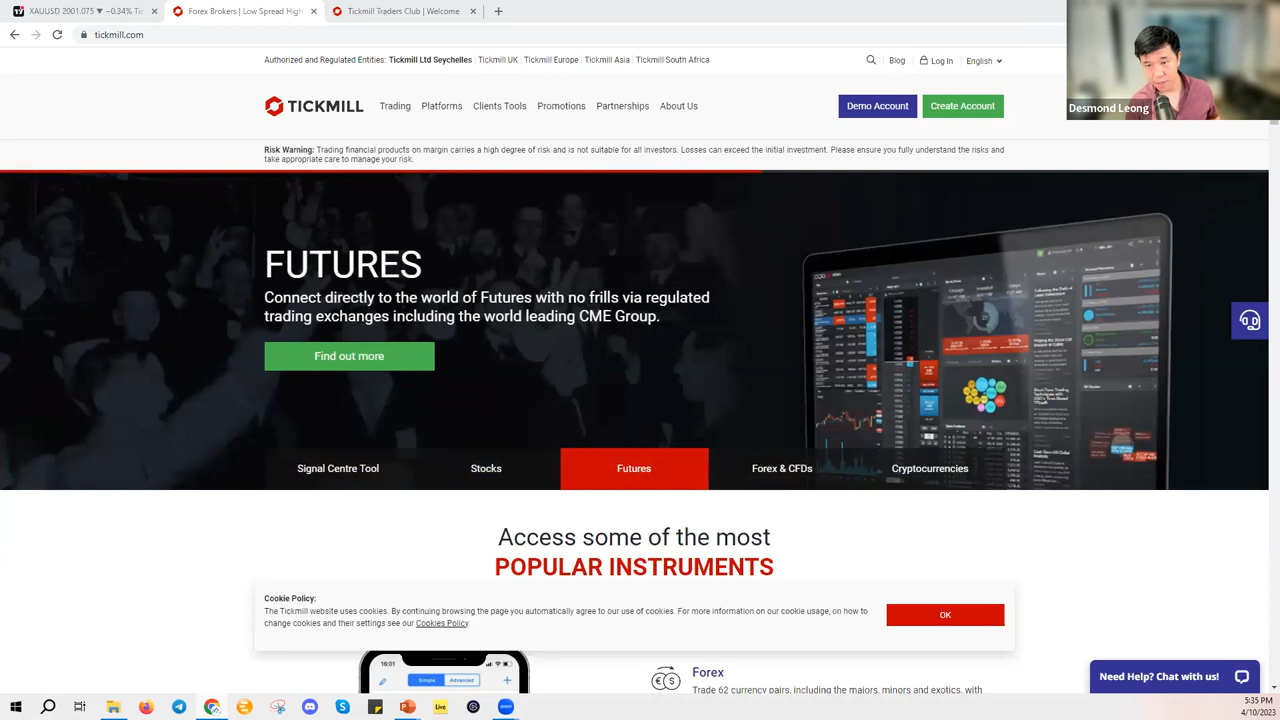 XAUUSD 2001.075 ▼ −0.34%
Forex Brokers | Low Spread High
Tickmill Traders Club | Welcome
tickmill.com
Authorized and Regulated Entities: Tickmill Ltd Seychelles Tickmill UK Tickmill Europe Tickmill Asia Tickmill South Africa
Blog Log In English
TICKMILL Trading Platforms Clients Tools Promotions Partnerships About Us Demo Account Create Account
Desmond Leong
Risk Warning: Trading financial products on margin carries a high degree of risk and is not suitable for all investors. Losses can exceed the initial investment. Please ensure you fully understand the risks and
take appropriate care to manage your risk.
FUTURES
Connect directly to the world of Futures with no frills via regulated
trading exchanges including the world leading CME Group.
Find out more
Signal Centre Tool Stocks Futures Forex & CFDs Cryptocurrencies
Access some of the most
POPULAR INSTRUMENTS
Cookie Policy:
The Tickmill website uses cookies. By continuing browsing the page you automatically agree to our use of cookies. For more information on our cookie usage, on how to
change cookies and their settings see our Cookies Policy.
OK
16:01
Simple Advanced
Forex
Trade 62 currency pairs, including the majors, minors and exotics, with
Need Help? Chat with us!
Live
zoom
5:35 PM
4/10/2023